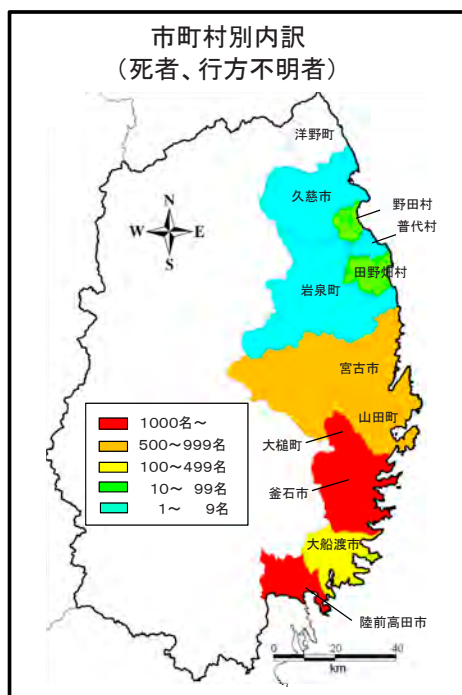 市町村別内訳
（死者、行方不明者）
洋野町
久慈市
野田村
普代村
N
W E
S
田野畑村
岩泉町
宮古市
山田町
1000名～
500～999名
大槌町
100～499名
10～ 99名
釜石市
1～ 9名
大船渡市
陸前高田市
0 20 40
km